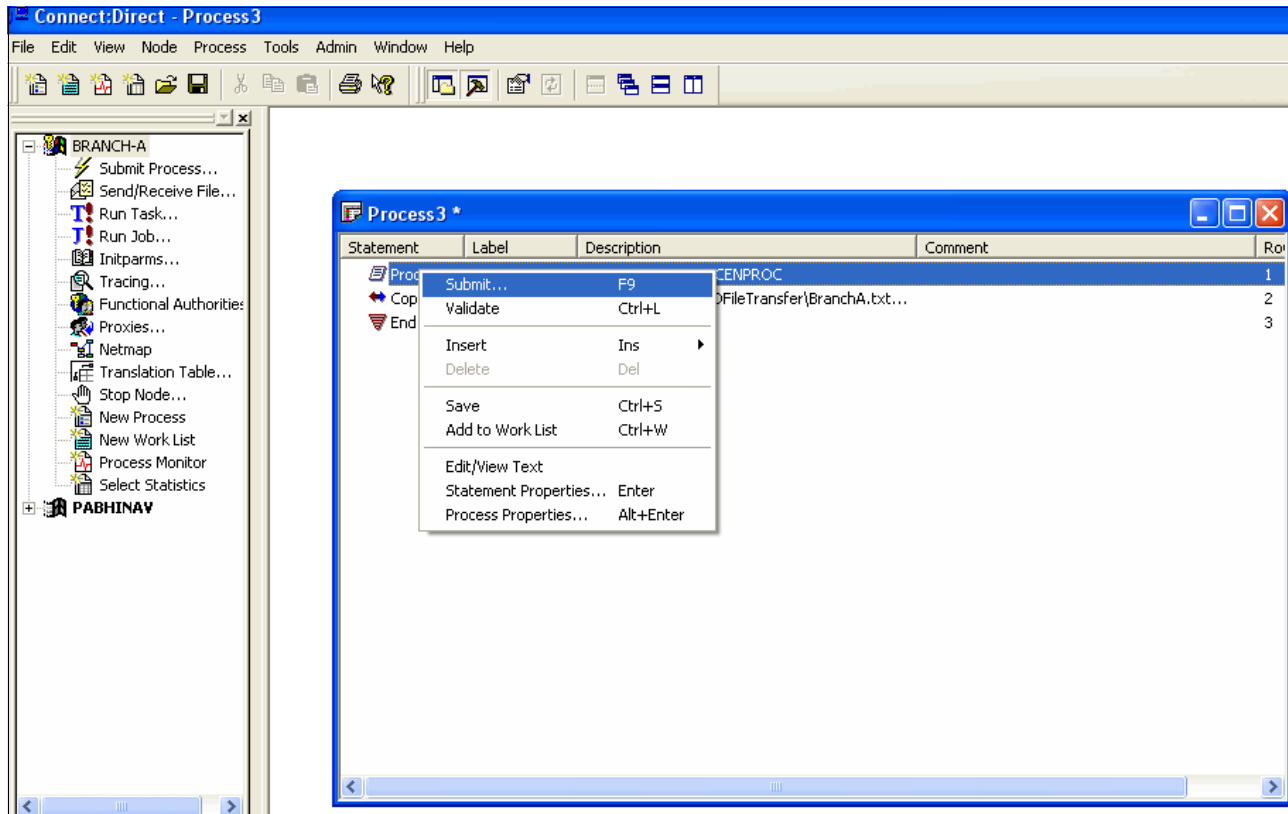 Connect:Direct - Process3
File Edit View Node Process Tools Admin Window Help
BRANCH-A
Submit Process...
Send/Receive File...
Run Task...
Run Job...
Initparms...
Tracing...
Functional Authorities
Proxies...
Netmap
Translation Table...
Stop Node...
New Process
New Work List
Process Monitor
Select Statistics
PABHINAV
Process3 *
Statement Label Description Comment Ro
Proc CENPROC 1
Cop FileTransfer\BranchA.txt... 2
End 3
Submit... F9
Validate Ctrl+L
Insert Ins
Delete Del
Save Ctrl+S
Add to Work List Ctrl+W
Edit/View Text
Statement Properties... Enter
Process Properties... Alt+Enter